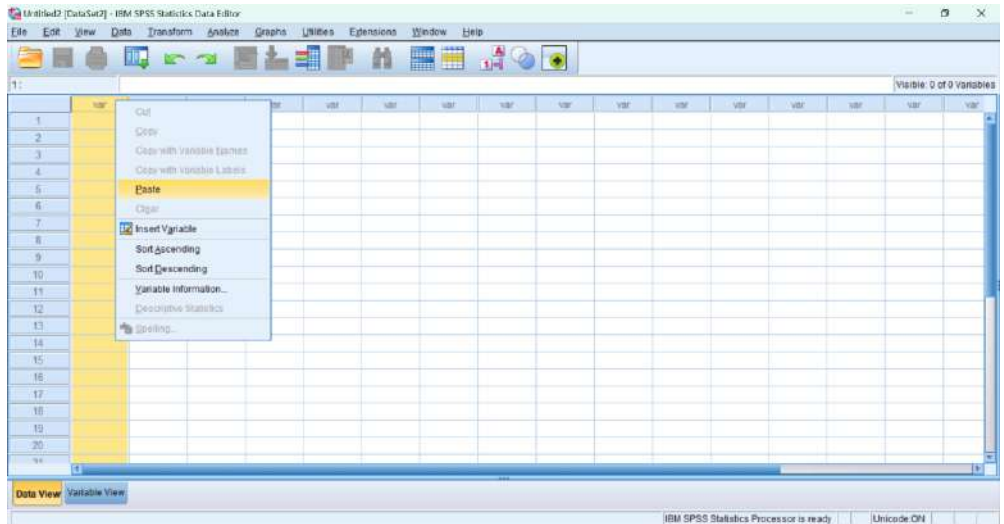 Untitled2 [DataSet2] - IBM SPSS Statistics Data Editor
File Edit View Data Transform Analyze Graphs Utilities Extensions Window Help
1 :
Visible: 0 of 0 Variables
var var var var var var var var var var var var var var
1
2
3
4
5
6
7
8
9
10
11
12
13
14
15
16
17
18
19
20
21
Cut
Copy
Copy with Variable Names
Copy with Variable Labels
Paste
Clear
Insert Variable
Sort Ascending
Sort Descending
Variable Information...
Descriptive Statistics
Spelling...
Data View Variable View
IBM SPSS Statistics Processor is ready Unicode:ON